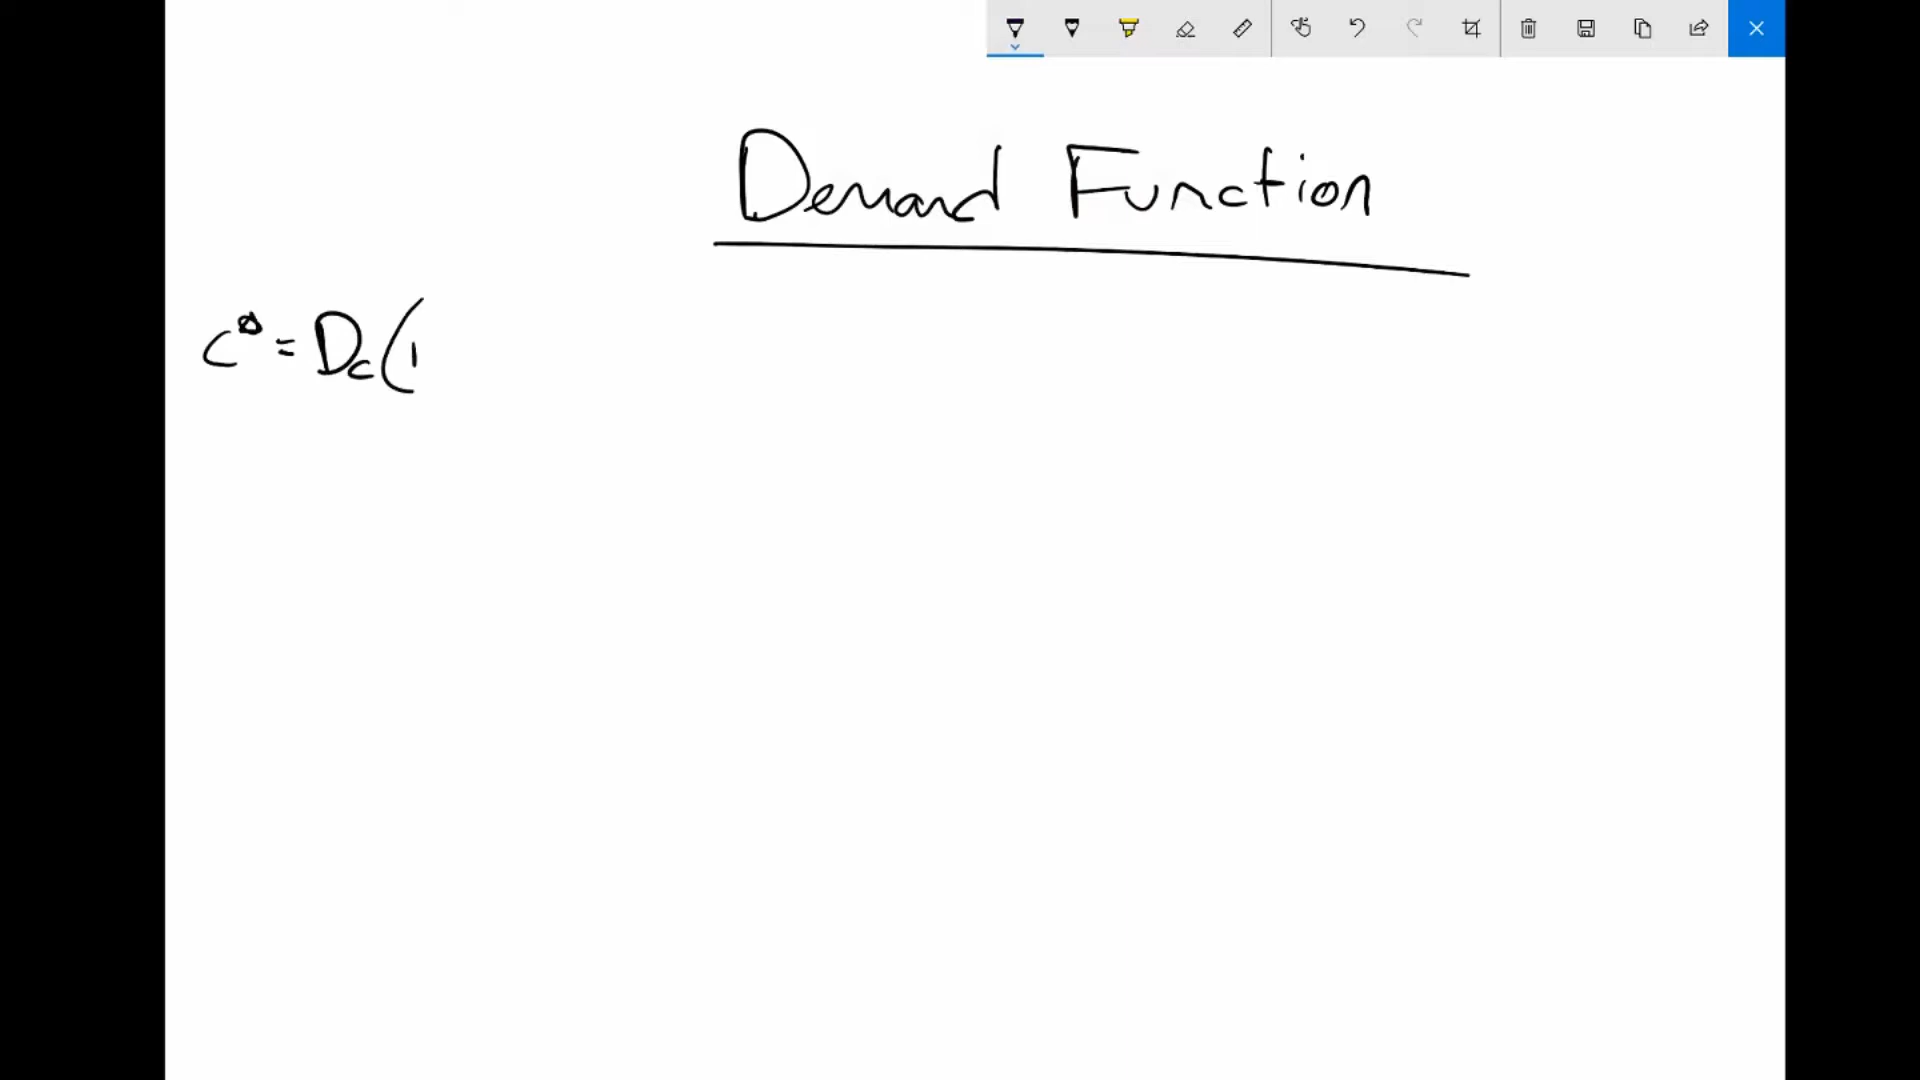 Demand Function
c* = Dc(